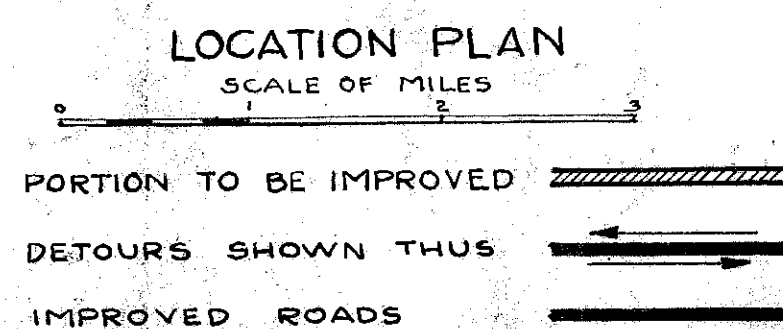 LOCATION PLAN
SCALE OF MILES
0 1 2 3
PORTION TO BE IMPROVED
DETOURS SHOWN THUS
IMPROVED ROADS